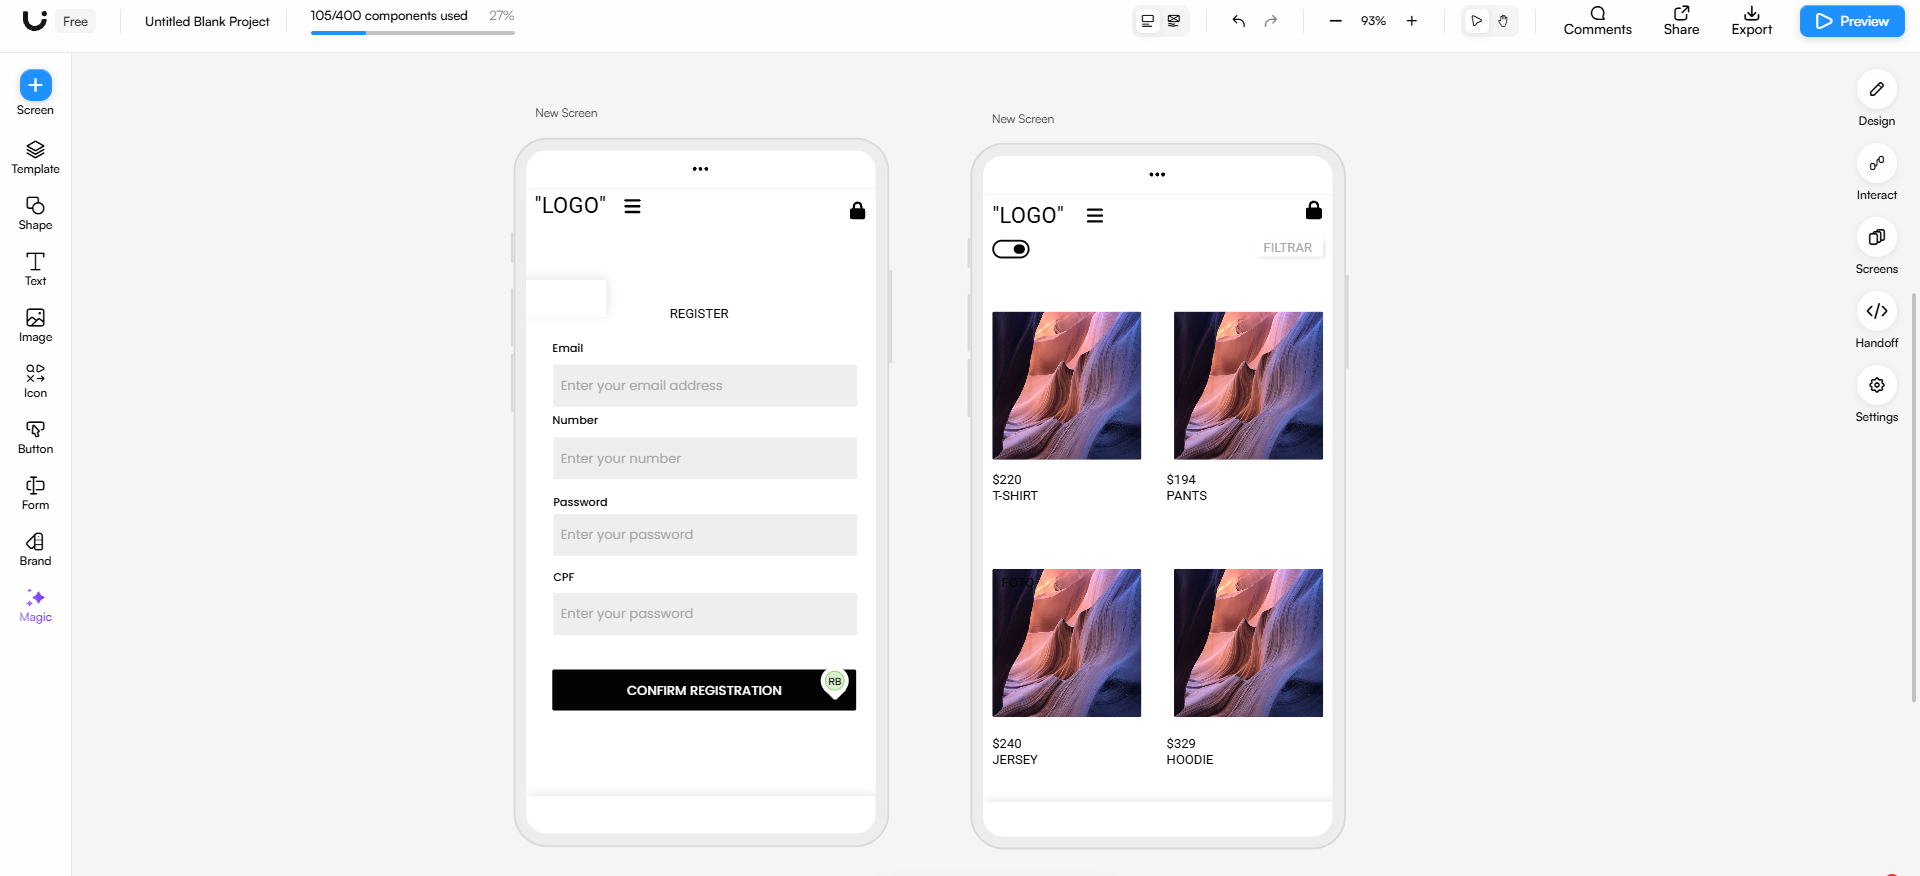 Free
Untitled Blank Project
105/400 components used 27%
93%
Comments
Share
Export
Preview
Screen
Template
Shape
Text
Image
Icon
Button
Form
Brand
Magic
New Screen
"LOGO"
REGISTER
Email
Enter your email address
Number
Enter your number
Password
Enter your password
CPF
Enter your password
CONFIRM REGISTRATION
RB
New Screen
"LOGO"
FILTRAR
$220
T-SHIRT
$194
PANTS
FOTO
$240
JERSEY
$329
HOODIE
Design
Interact
Screens
Handoff
Settings